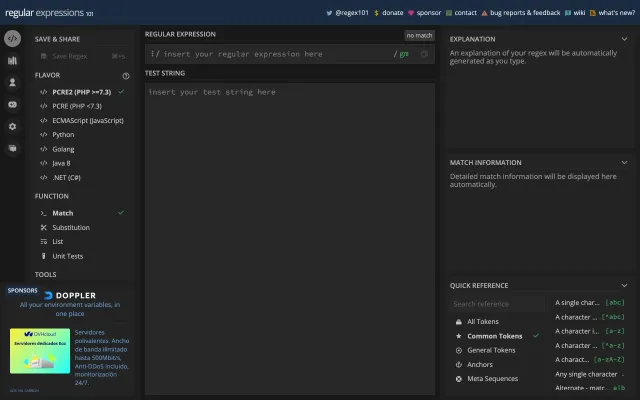 regular expressions 101
@regex101
donate
sponsor
contact
bug reports & feedback
wiki
what's new?
SAVE & SHARE
Save Regex ⌘+s
FLAVOR
PCRE2 (PHP >=7.3)
PCRE (PHP <7.3)
ECMAScript (JavaScript)
Python
Golang
Java 8
.NET (C#)
FUNCTION
Match
Substitution
List
Unit Tests
TOOLS
SPONSORS
DOPPLER
All your environment variables, in
one place
OVHcloud
Servidores dedicados Eco
Servidores
polivalentes. Ancho
de banda ilimitado
hasta 500Mbit/s,
Anti-DDoS incluido,
monitorización
24/7.
REGULAR EXPRESSION
no match
/ insert your regular expression here / gm
TEST STRING
insert your test string here
EXPLANATION
An explanation of your regex will be automatically
generated as you type.
MATCH INFORMATION
Detailed match information will be displayed here
automatically.
QUICK REFERENCE
Search reference
All Tokens
Common Tokens
General Tokens
Anchors
Meta Sequences
A single char... [abc]
A character ... [^abc]
A character i... [a-z]
A character ... [^a-z]
A charact... [a-zA-Z]
Any single character .
Alternate - matc... a|b